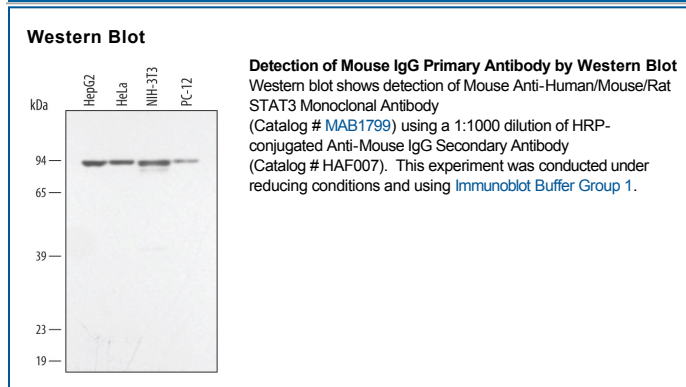 Western Blot
HepG2
HeLa
NIH-3T3
PC-12
kDa
94
65
39
23
19
Detection of Mouse IgG Primary Antibody by Western Blot
Western blot shows detection of Mouse Anti-Human/Mouse/Rat
STAT3 Monoclonal Antibody
(Catalog # MAB1799) using a 1:1000 dilution of HRP-
conjugated Anti-Mouse IgG Secondary Antibody
(Catalog # HAF007). This experiment was conducted under
reducing conditions and using Immunoblot Buffer Group 1.